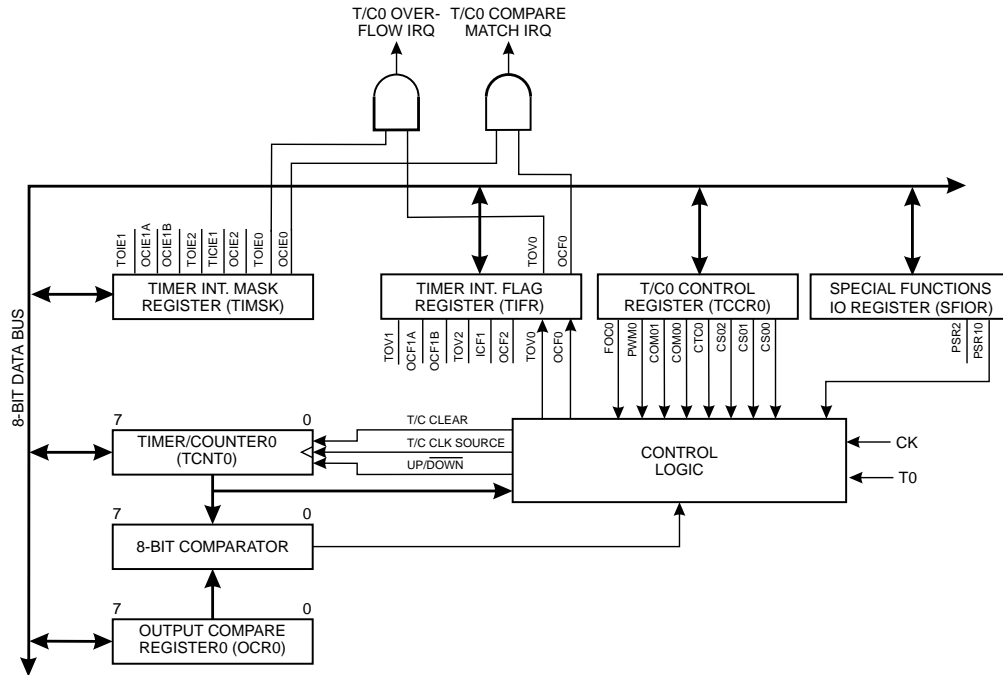 T/C0 OVER-
FLOW IRQ
T/C0 COMPARE
MATCH IRQ
8-BIT DATA BUS
TOIE1
OCIE1A
OCIE1B
TOIE2
TICIE1
OCIE2
TOIE0
OCIE0
TOV0
OCF0
TIMER INT. MASK
REGISTER (TIMSK)
TIMER INT. FLAG
REGISTER (TIFR)
T/C0 CONTROL
REGISTER (TCCR0)
SPECIAL FUNCTIONS
IO REGISTER (SFIOR)
TOV1
OCF1A
OCF1B
TOV2
ICF1
OCF2
TOV0
OCF0
FOC0
PWM0
COM01
COM00
CTC0
CS02
CS01
CS00
PSR2
PSR10
7 0
TIMER/COUNTER0
(TCNT0)
T/C CLEAR
T/C CLK SOURCE
UP/DOWN
CONTROL
LOGIC
CK
T0
7 0
8-BIT COMPARATOR
7 0
OUTPUT COMPARE
REGISTER0 (OCR0)